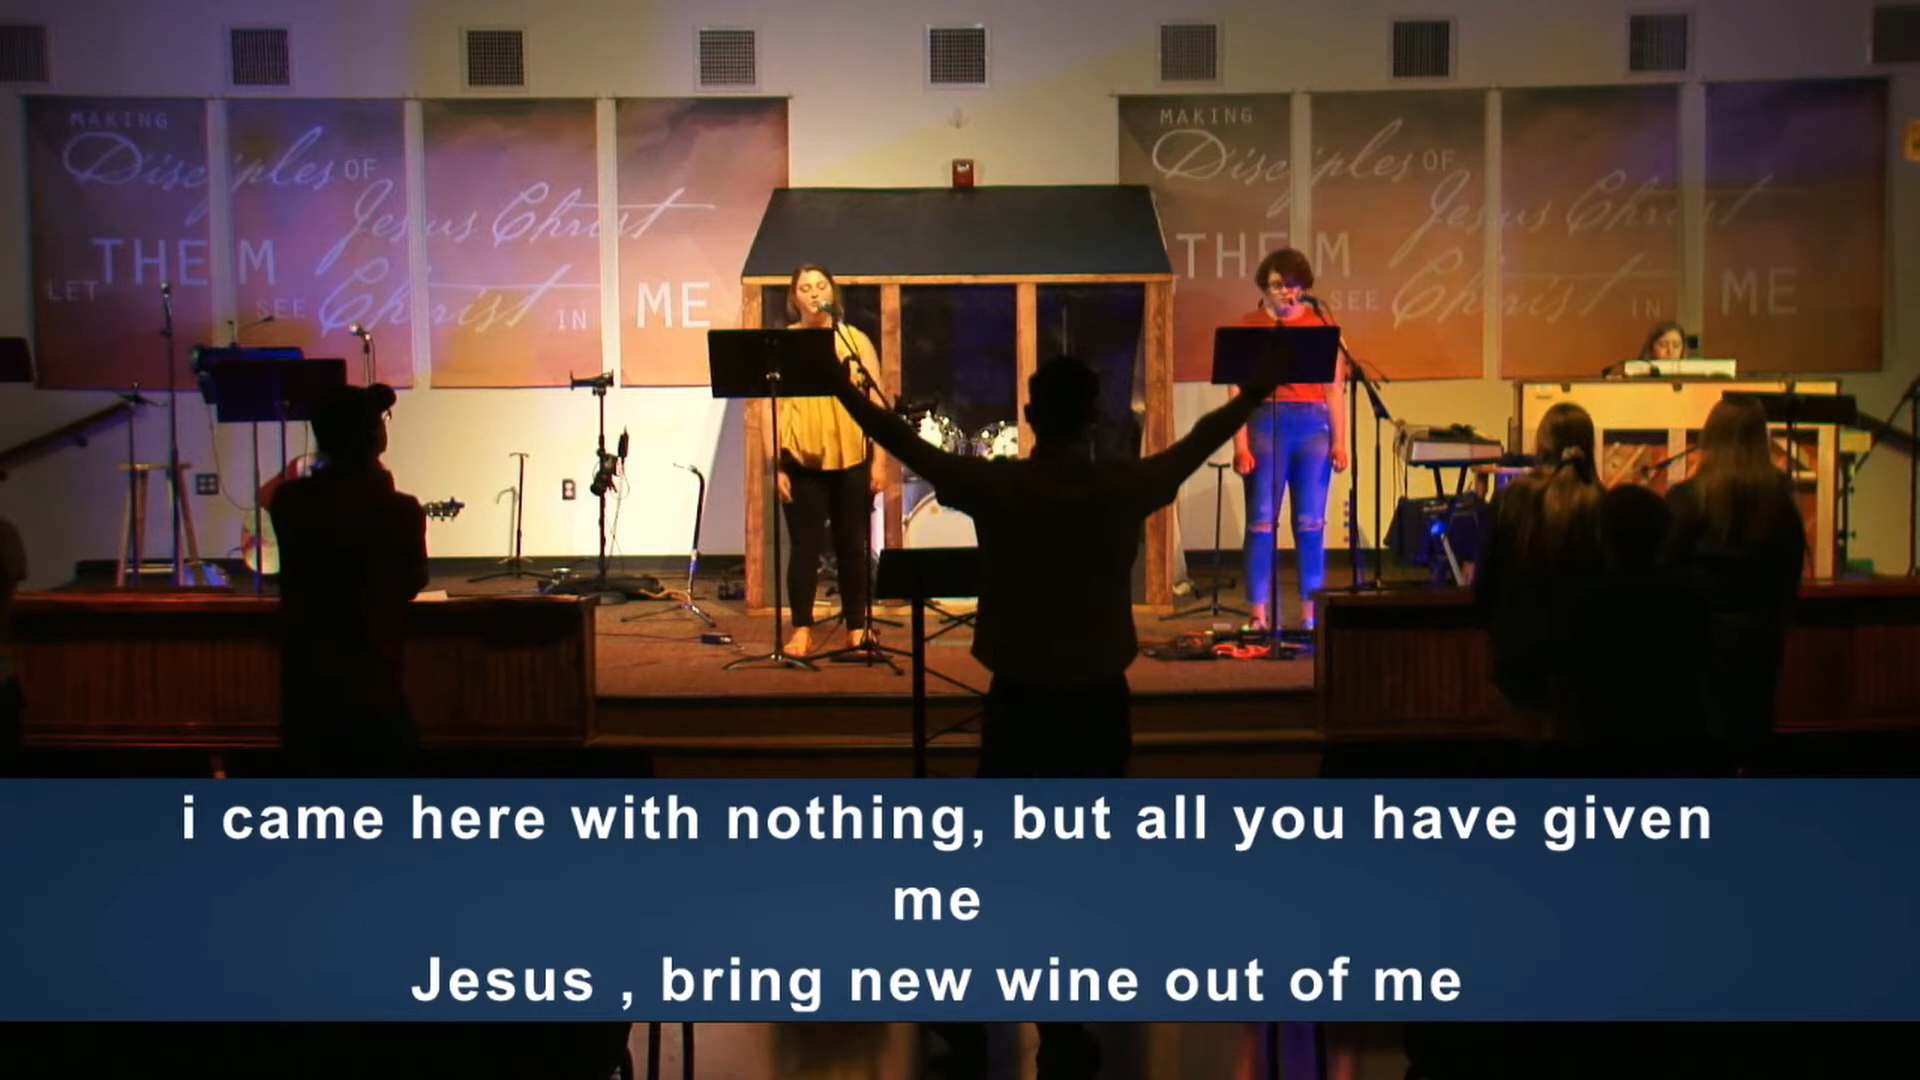 MAKING
Disciples OF
Jesus Christ
LET THEM
SEE Christ IN ME
MAKING
Disciples OF
Jesus Christ
THEM
SEE Christ IN ME
i came here with nothing, but all you have given
me
Jesus , bring new wine out of me